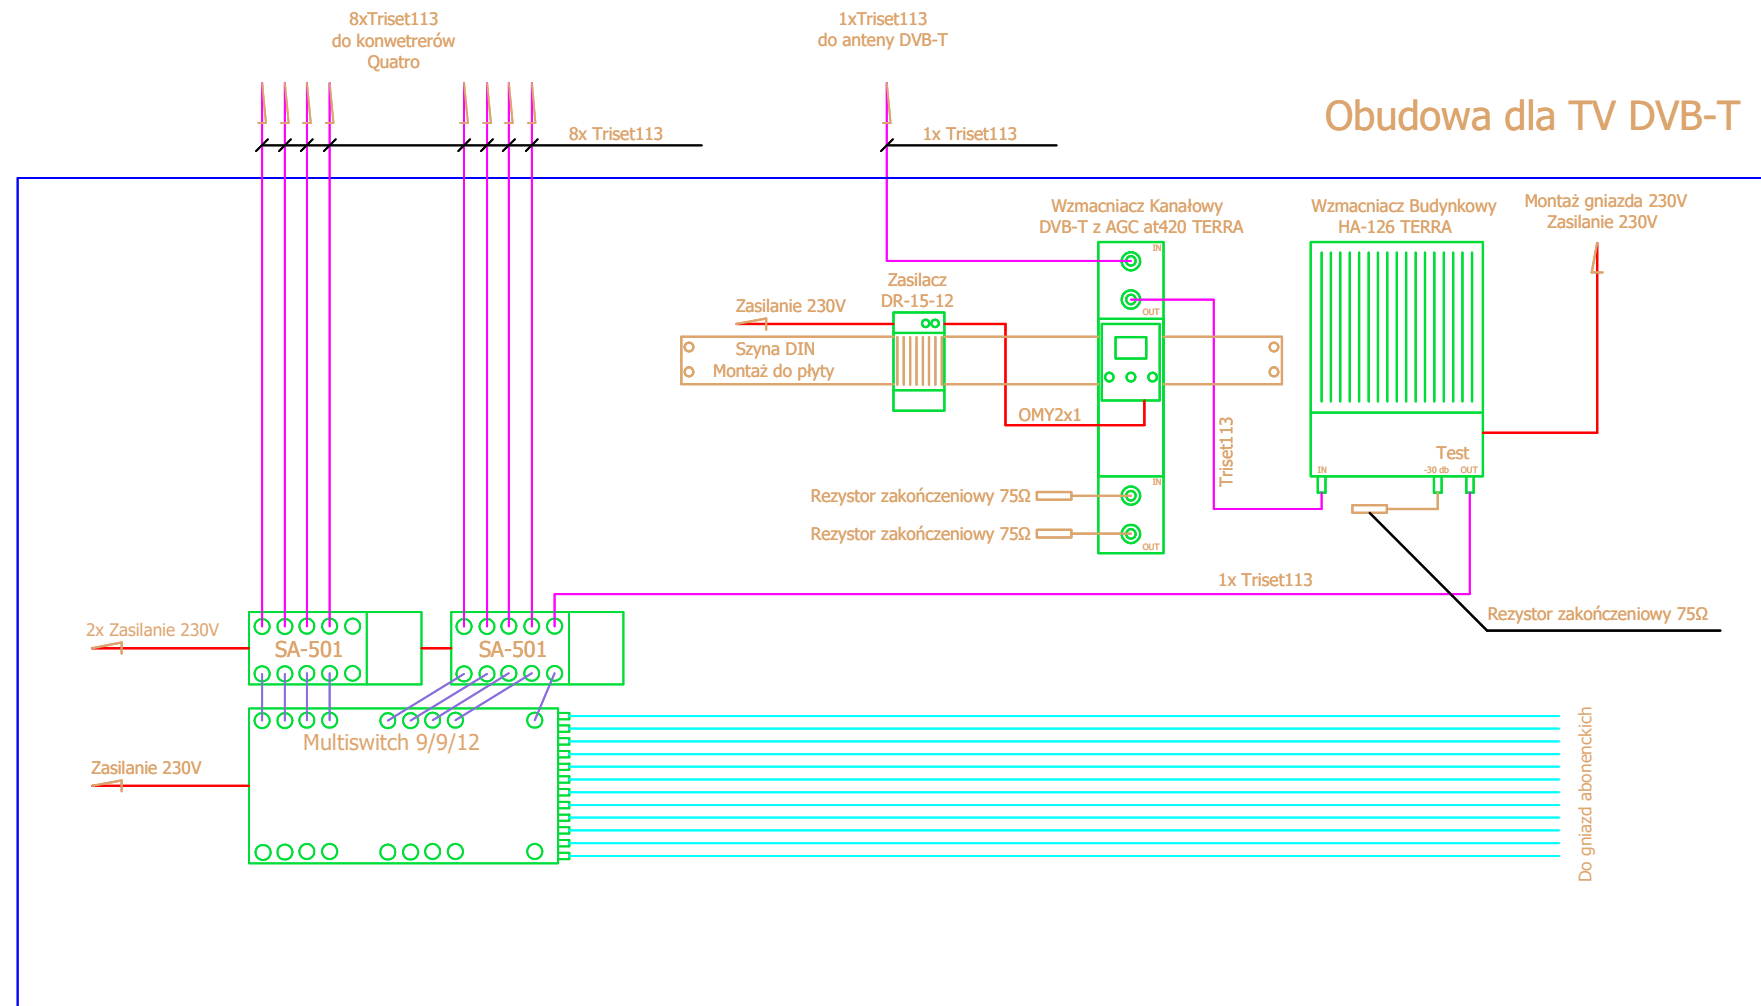 8xTriset113
do konwetrerów
Quatro
1xTriset113
do anteny DVB-T
Obudowa dla TV DVB-T
8x Triset113
1x Triset113
Wzmacniacz Kanałowy
DVB-T z AGC at420 TERRA
Wzmacniacz Budynkowy
HA-126 TERRA
Montaż gniazda 230V
Zasilanie 230V
IN
OUT
Zasilacz
DR-15-12
Zasilanie 230V
Szyna DIN
Montaż do płyty
OMY2x1
Triset113
Test
IN
-30 db
OUT
IN
OUT
Rezystor zakończeniowy 75Ω
Rezystor zakończeniowy 75Ω
1x Triset113
Rezystor zakończeniowy 75Ω
2x Zasilanie 230V
SA-501
SA-501
Multiswitch 9/9/12
Zasilanie 230V
Do gniazd abonenckich